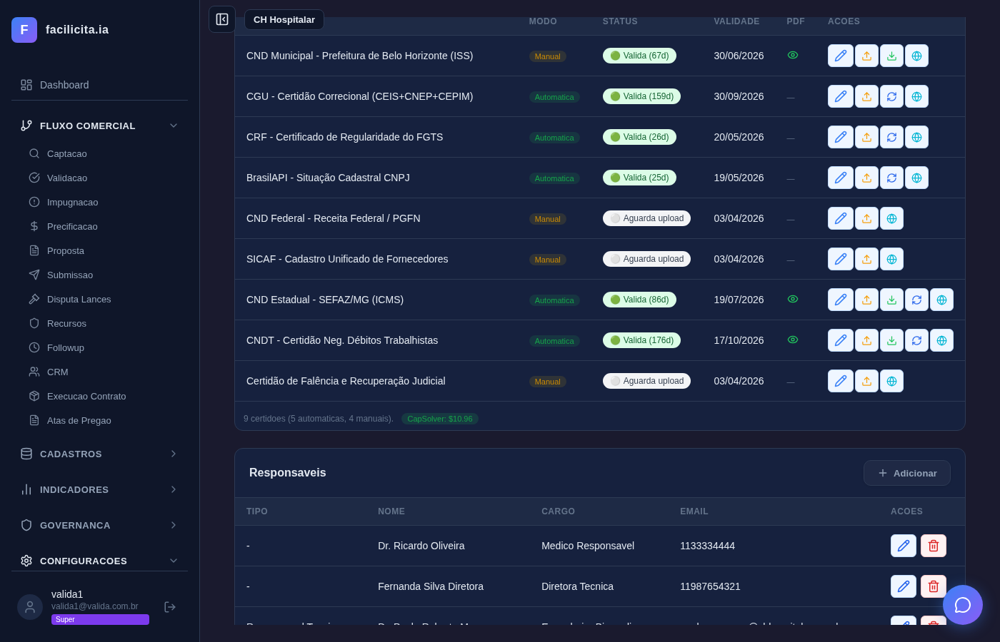 F facilicita.ia
CH Hospitalar
Dashboard
FLUXO COMERCIAL
Captacao
Validacao
Impugnacao
Precificacao
Proposta
Submissao
Disputa Lances
Recursos
Followup
CRM
Execucao Contrato
Atas de Pregao
CADASTROS
INDICADORES
GOVERNANCA
CONFIGURACOES
valida1
valida1@valida.com.br
Super
MODO STATUS VALIDADE PDF ACOES
CND Municipal - Prefeitura de Belo Horizonte (ISS) Manual Valida (67d) 30/06/2026
CGU - Certidão Correcional (CEIS+CNEP+CEPIM) Automatica Valida (159d) 30/09/2026 —
CRF - Certificado de Regularidade do FGTS Automatica Valida (26d) 20/05/2026 —
BrasilAPI - Situação Cadastral CNPJ Automatica Valida (25d) 19/05/2026 —
CND Federal - Receita Federal / PGFN Manual Aguarda upload 03/04/2026 —
SICAF - Cadastro Unificado de Fornecedores Manual Aguarda upload 03/04/2026 —
CND Estadual - SEFAZ/MG (ICMS) Automatica Valida (86d) 19/07/2026
CNDT - Certidão Neg. Débitos Trabalhistas Automatica Valida (176d) 17/10/2026
Certidão de Falência e Recuperação Judicial Manual Aguarda upload 03/04/2026 —
9 certidoes (5 automaticas, 4 manuais). CapSolver: $10.96
Responsaveis
Adicionar
TIPO NOME CARGO EMAIL ACOES
- Dr. Ricardo Oliveira Medico Responsavel 1133334444
- Fernanda Silva Diretora Diretora Tecnica 11987654321